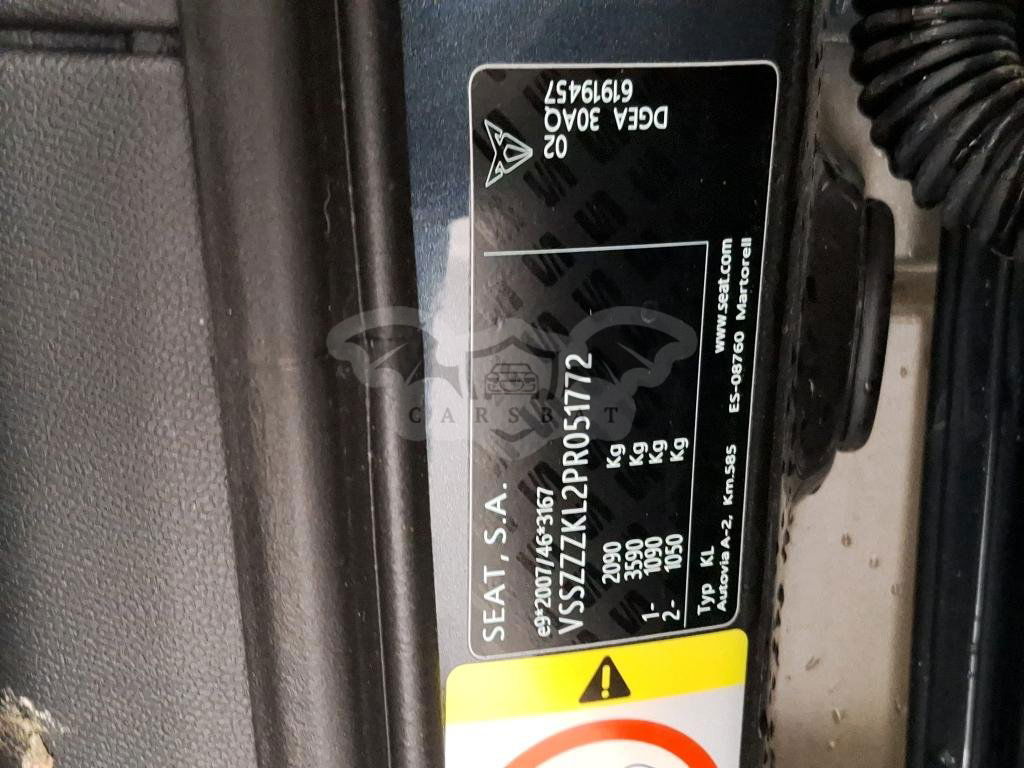 SEAT, S.A.
e9*2007/46*3167
VSSZZZKL2PR051772
2090 Kg
3590 Kg
1- 1090 Kg
2- 1050 Kg
Typ KL
www.seat.com
Autovia A-2, Km.585 ES-08760 Martorell
02
DGEA 30AQ
61919457
CARSBAT